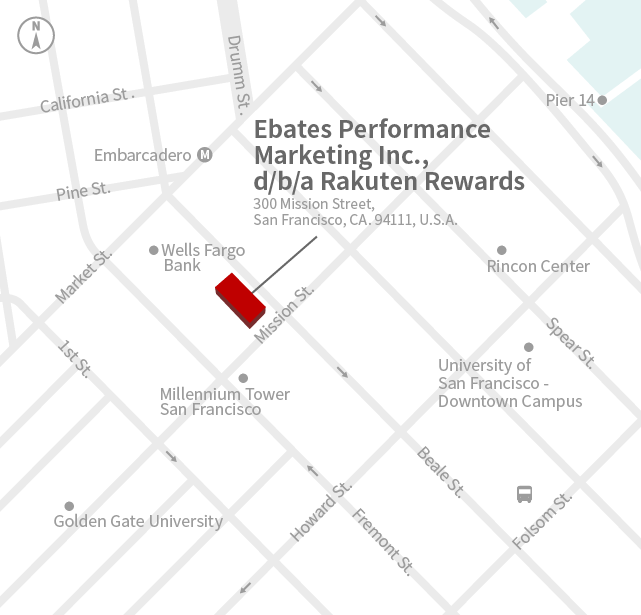 N
Drumm St.
California St.
Pier 14
Ebates Performance
Marketing Inc.,
d/b/a Rakuten Rewards
300 Mission Street,
San Francisco, CA. 94111, U.S.A.
Embarcadero M
Pine St.
Wells Fargo
Bank
Rincon Center
Market St.
Mission St.
Spear St.
1st St.
University of
San Francisco -
Downtown Campus
Millennium Tower
San Francisco
Beale St.
Golden Gate University
Howard St.
Fremont St.
Folsom St.